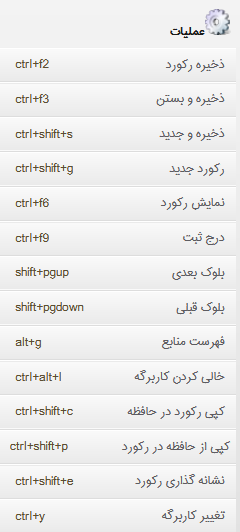 عملیات
ذخیره رکورد ctrl+f2
ذخیره و بستن ctrl+f3
ذخیره و جدید ctrl+shift+s
رکورد جدید ctrl+shift+g
نمایش رکورد ctrl+f6
درج ثبت ctrl+f9
بلوک بعدی shift+pgup
بلوک قبلی shift+pgdown
فهرست منابع alt+g
خالی کردن کاربرگه ctrl+alt+l
کپی رکورد در حافظه ctrl+shift+c
کپی از حافظه در رکورد ctrl+shift+p
نشانه گذاری رکورد ctrl+shift+e
تغییر کاربرگه ctrl+y